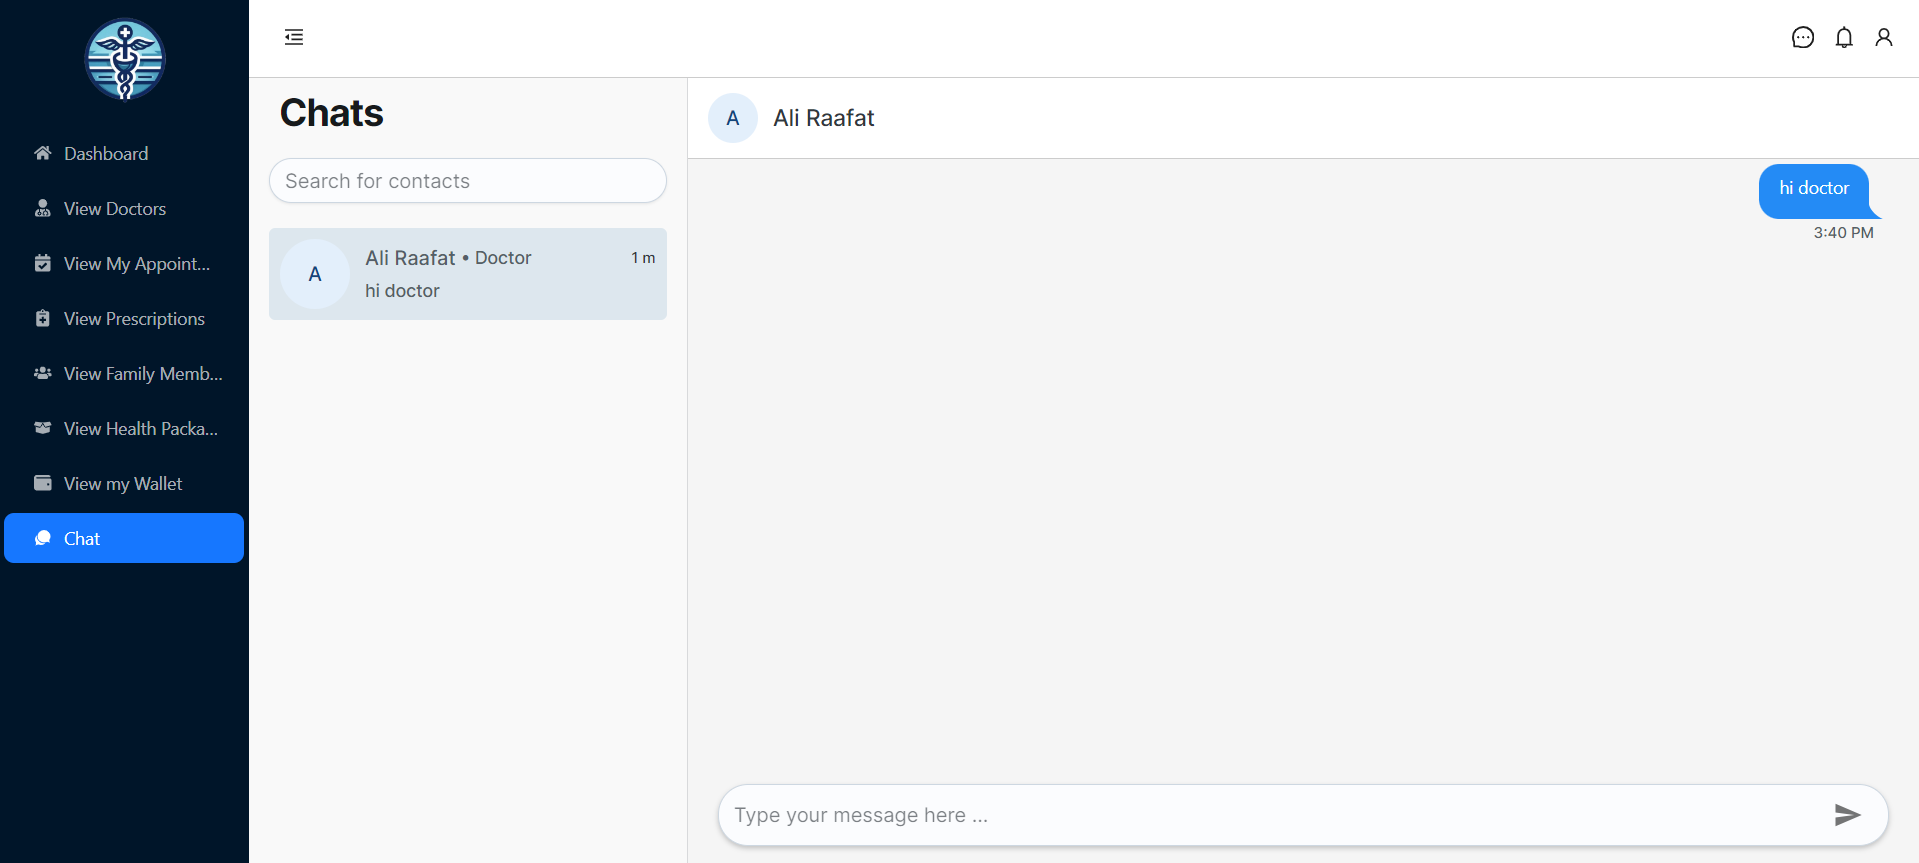 Dashboard
View Doctors
View My Appoint...
View Prescriptions
View Family Memb...
View Health Packa...
View my Wallet
Chat
Chats
Search for contacts
A
Ali Raafat • Doctor
1 m
hi doctor
A
Ali Raafat
hi doctor
3:40 PM
Type your message here ...